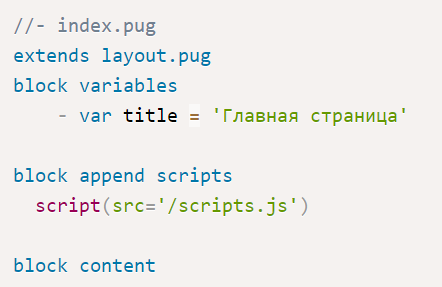 //- index.pug
extends layout.pug
block variables
    - var title = 'Главная страница'

block append scripts
  script(src='/scripts.js')

block content